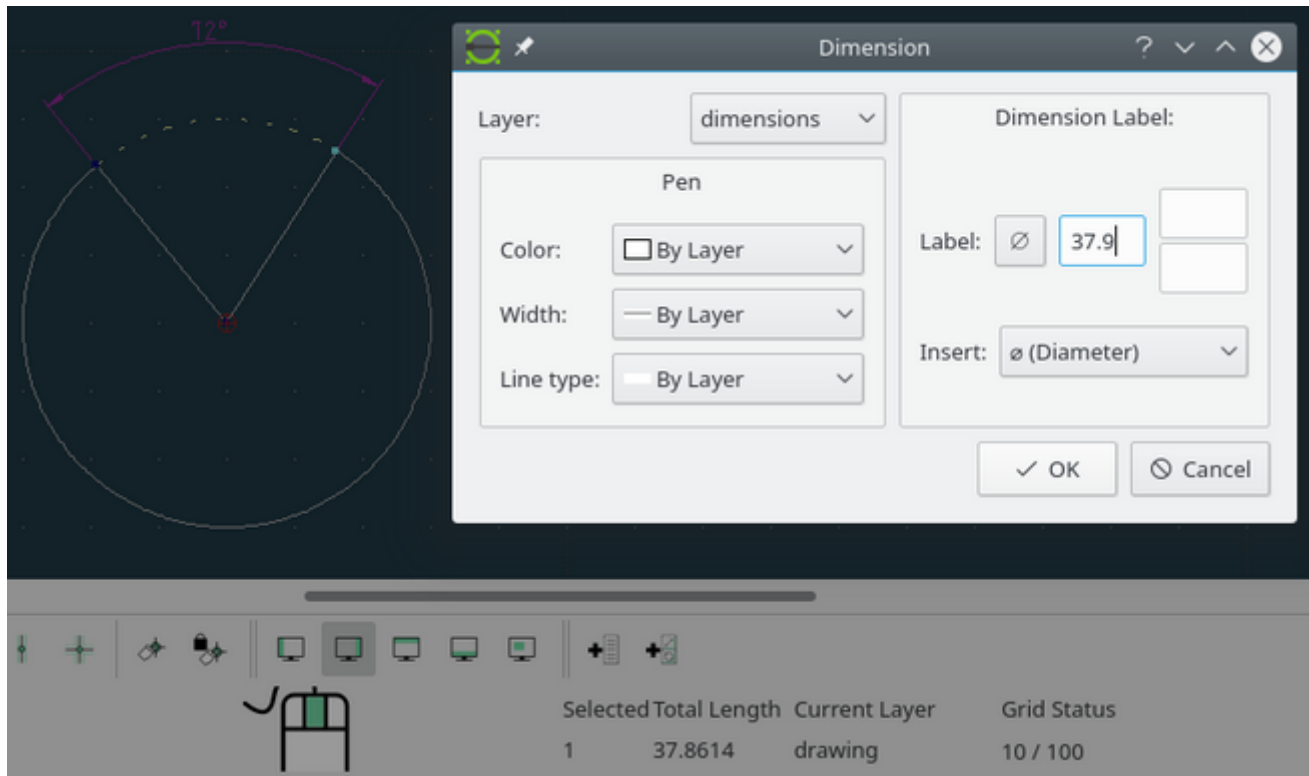 72°
Dimension
Layer: dimensions
Pen
Color: By Layer
Width: By Layer
Line type: By Layer
Dimension Label:
Label: ⌀ 37.9
Insert: ⌀ (Diameter)
OK Cancel
Selected Total Length Current Layer Grid Status
1 37.8614 drawing 10 / 100